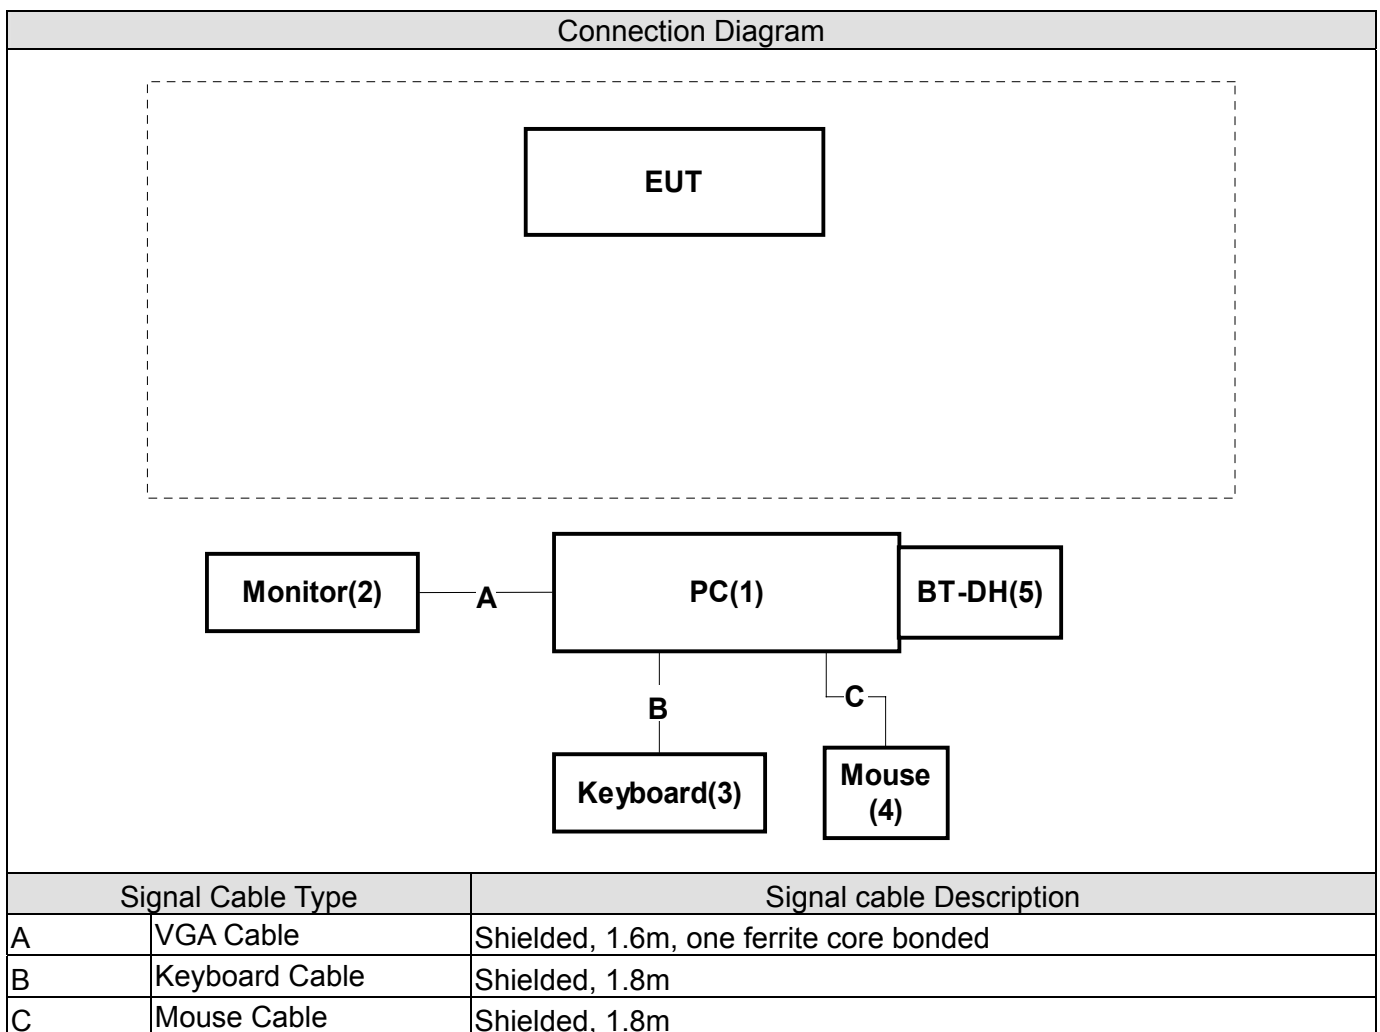 Connection Diagram
EUT
Monitor(2)
A
PC(1)
BT-DH(5)
B
C
Keyboard(3)
Mouse
(4)
Signal Cable Type Signal cable Description
A VGA Cable Shielded, 1.6m, one ferrite core bonded
B Keyboard Cable Shielded, 1.8m
C Mouse Cable Shielded, 1.8m